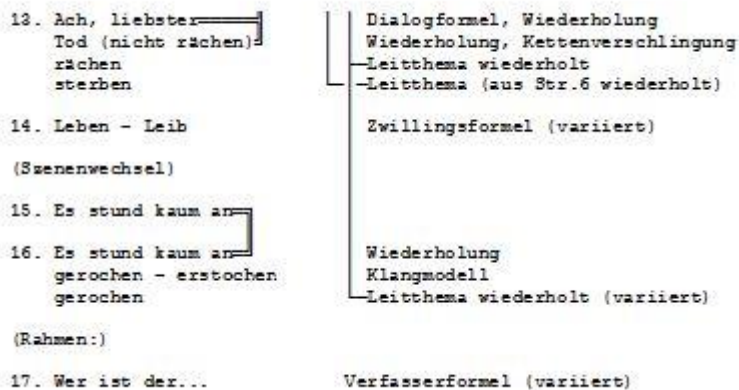 13. Ach, liebster Dialogformel, Wiederholung
Tod (nicht rächen) Wiederholung, Kettenverschlingung
rächen Leitthema wiederholt
sterben Leitthema (aus Str.6 wiederholt)
14. Leben - Leib Zwillingsformel (variiert)
(Szenenwechsel)
15. Es stund kaum an
16. Es stund kaum an Wiederholung
gerochen - erstochen Klangmodell
gerochen Leitthema wiederholt (variiert)
(Rahmen:)
17. Wer ist der... Verfasserformel (variiert)